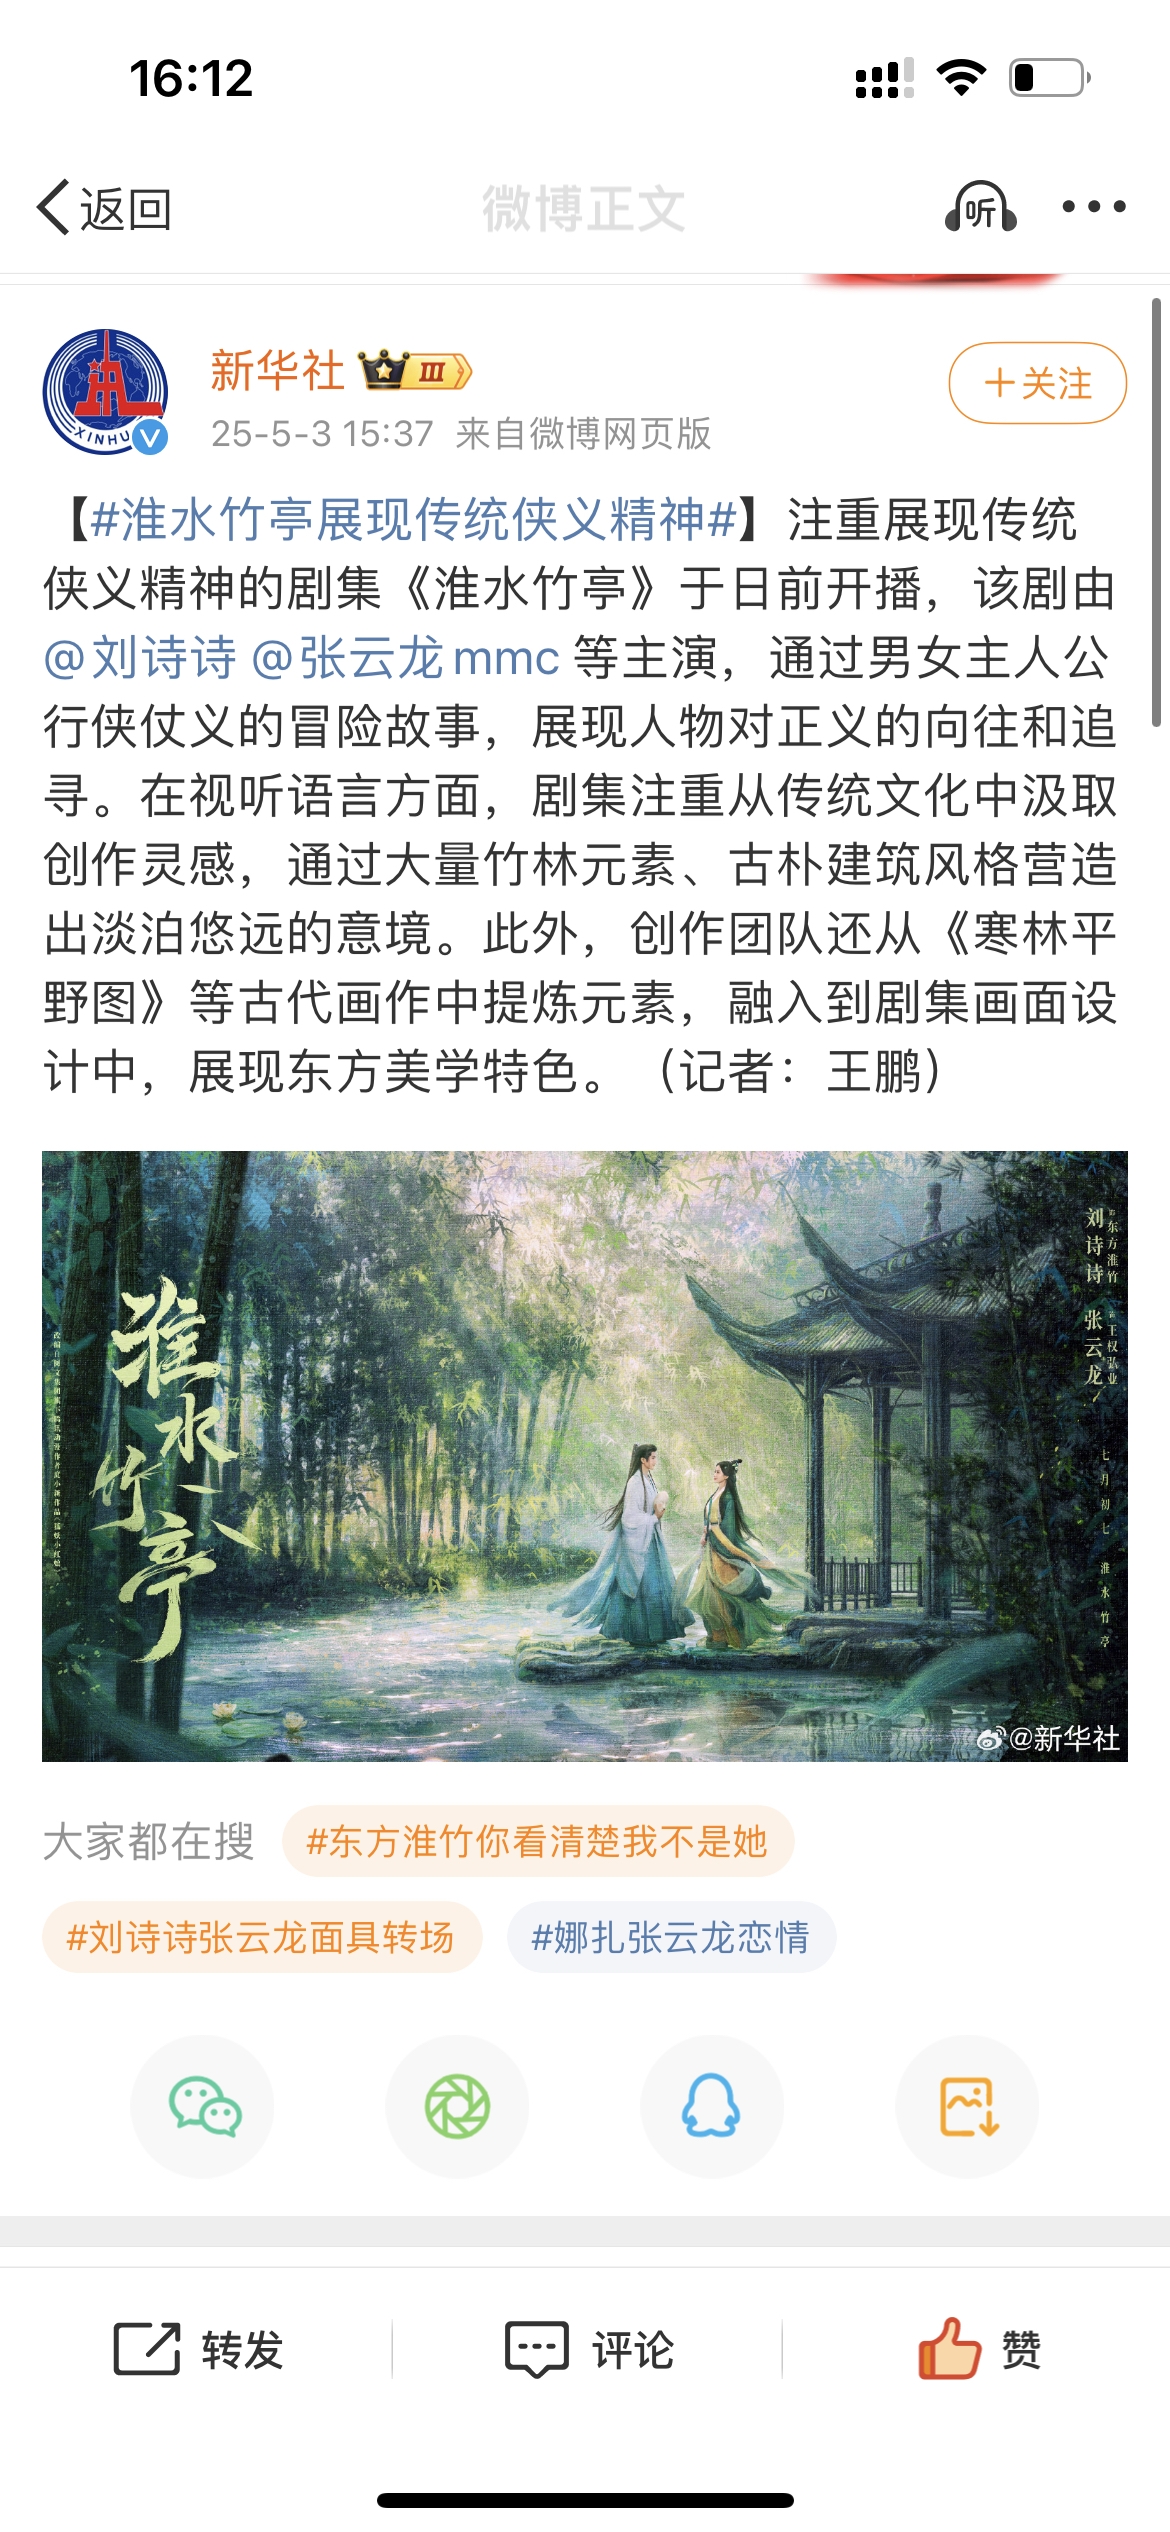 16:12
返回
微博正文
听
新华社
III
25-5-3 15:37 来自微博网页版
+关注
XINHU
【#淮水竹亭展现传统侠义精神#】注重展现传统
侠义精神的剧集《淮水竹亭》于日前开播，该剧由
@刘诗诗 @张云龙mmc 等主演，通过男女主人公
行侠仗义的冒险故事，展现人物对正义的向往和追
寻。在视听语言方面，剧集注重从传统文化中汲取
创作灵感，通过大量竹林元素、古朴建筑风格营造
出淡泊悠远的意境。此外，创作团队还从《寒林平
野图》等古代画作中提炼元素，融入到剧集画面设
计中，展现东方美学特色。（记者：王鹏）
淮水竹亭
刘诗诗
东方淮竹
张云龙
王权弘业
七月初七 淮水竹亭
@新华社
大家都在搜
#东方淮竹你看清楚我不是她
#刘诗诗张云龙面具转场
#娜扎张云龙恋情
转发
评论
赞